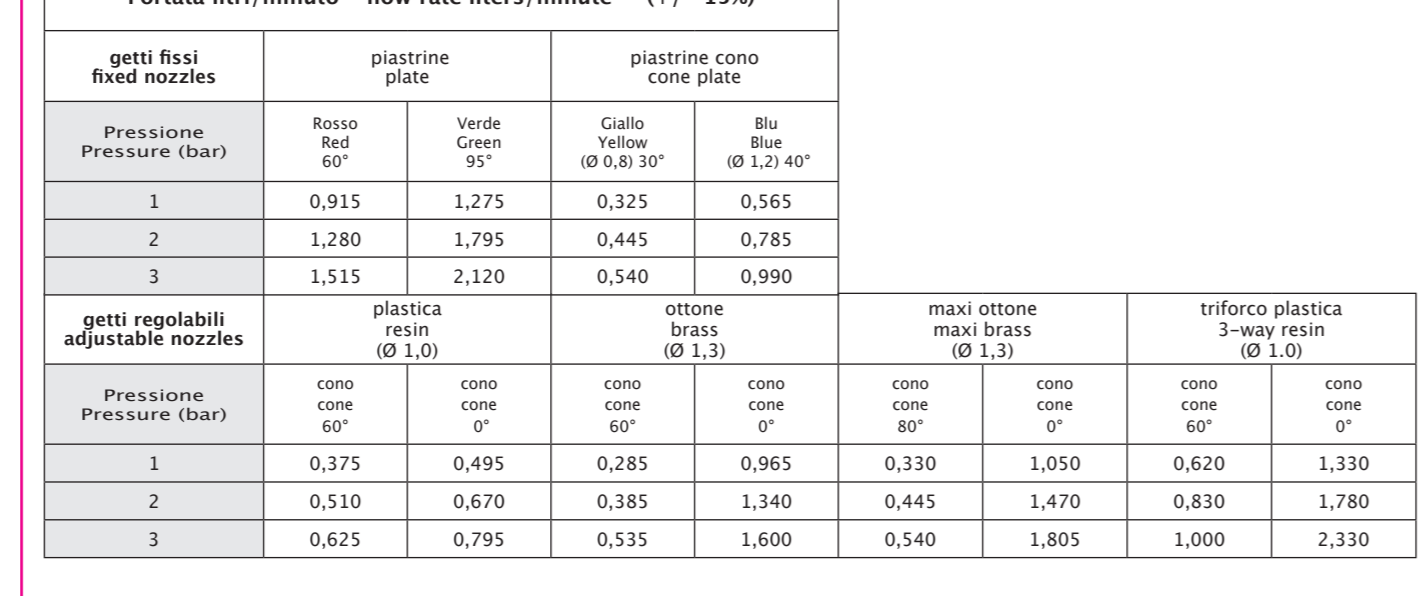 Portata litri/minuto - flow rate liters/minute (+/- 15%)
getti fissi
fixed nozzles
piastrine
plate
piastrine cono
cone plate
Pressione
Pressure (bar)
Rosso
Red
60°
Verde
Green
95°
Giallo
Yellow
(Ø 0,8) 30°
Blu
Blue
(Ø 1,2) 40°
1 0,915 1,275 0,325 0,565
2 1,280 1,795 0,445 0,785
3 1,515 2,120 0,540 0,990
getti regolabili
adjustable nozzles
plastica
resin
(Ø 1,0)
ottone
brass
(Ø 1,3)
maxi ottone
maxi brass
(Ø 1,3)
triforco plastica
3-way resin
(Ø 1.0)
Pressione
Pressure (bar)
cono
cone
60°
cono
cone
0°
cono
cone
60°
cono
cone
0°
cono
cone
80°
cono
cone
0°
cono
cone
60°
cono
cone
0°
1 0,375 0,495 0,285 0,965 0,330 1,050 0,620 1,330
2 0,510 0,670 0,385 1,340 0,445 1,470 0,830 1,780
3 0,625 0,795 0,535 1,600 0,540 1,805 1,000 2,330